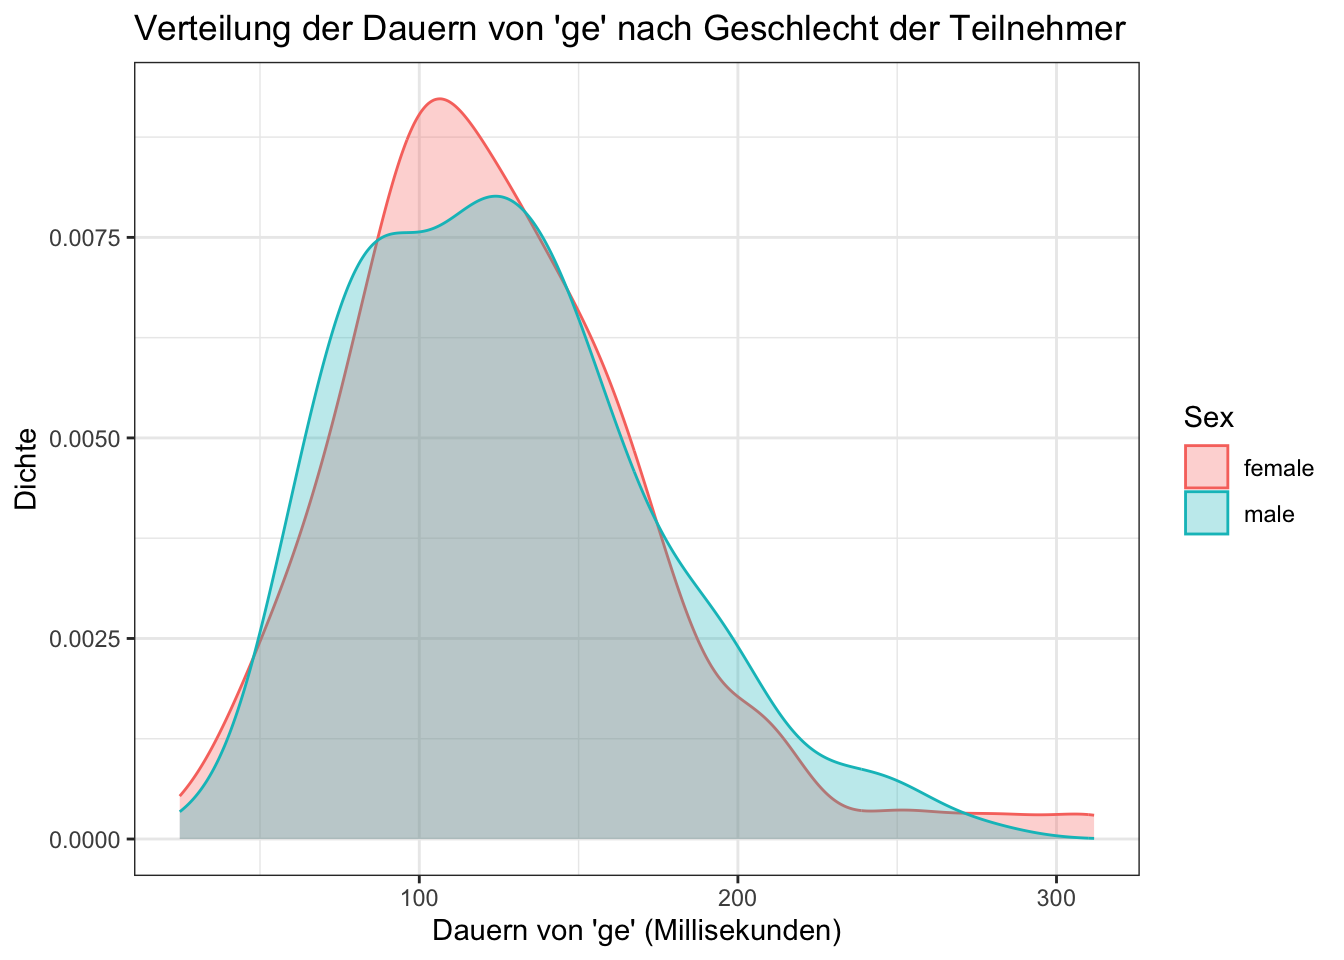 Verteilung der Dauern von 'ge' nach Geschlecht der Teilnehmer
Dichte
0.0075
0.0050
0.0025
0.0000
100
200
300
Dauern von 'ge' (Millisekunden)
Sex
female
male